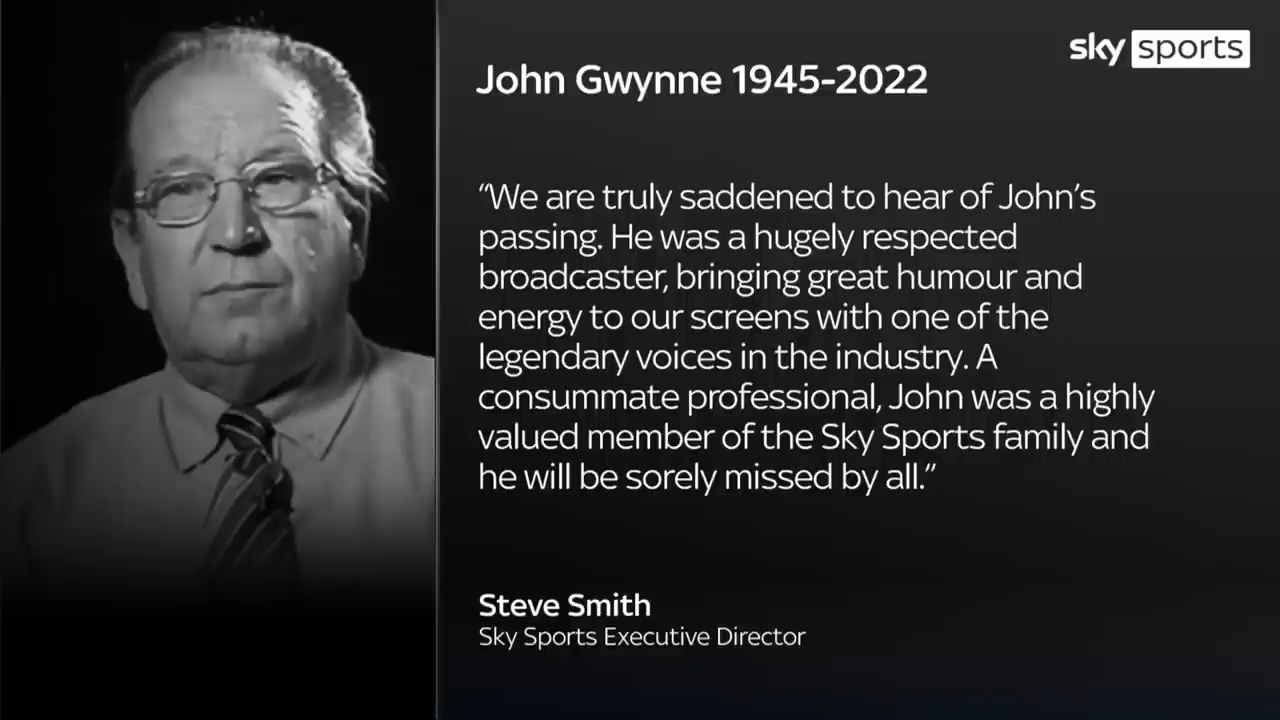 sky sports
John Gwynne 1945-2022
“We are truly saddened to hear of John’s
passing. He was a hugely respected
broadcaster, bringing great humour and
energy to our screens with one of the
legendary voices in the industry. A
consummate professional, John was a highly
valued member of the Sky Sports family and
he will be sorely missed by all.”
Steve Smith
Sky Sports Executive Director